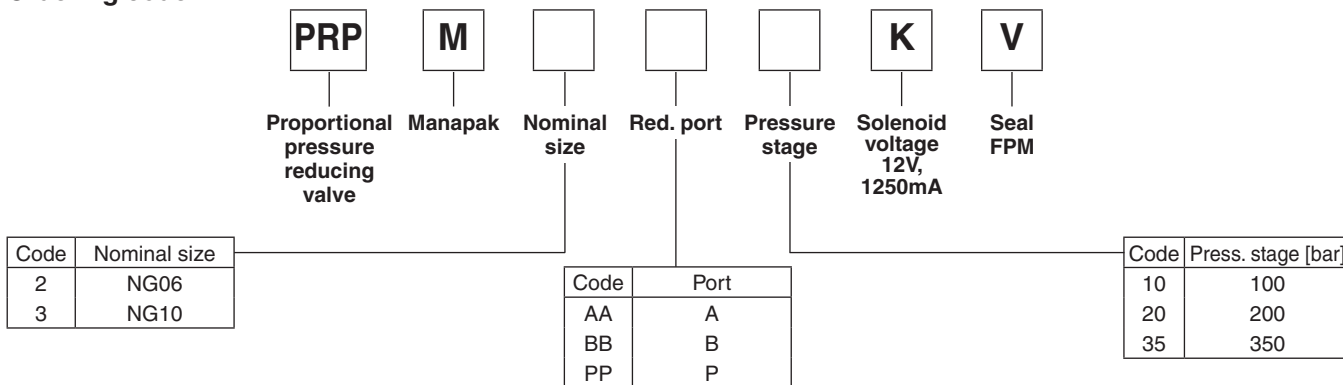 PRP M K V
Proportional pressure reducing valve
Manapak
Nominal size
Red. port
Pressure stage
Solenoid voltage 12V, 1250mA
Seal FPM
Code Nominal size
2 NG06
3 NG10
Code Port
AA A
BB B
PP P
Code Press. stage [bar]
10 100
20 200
35 350